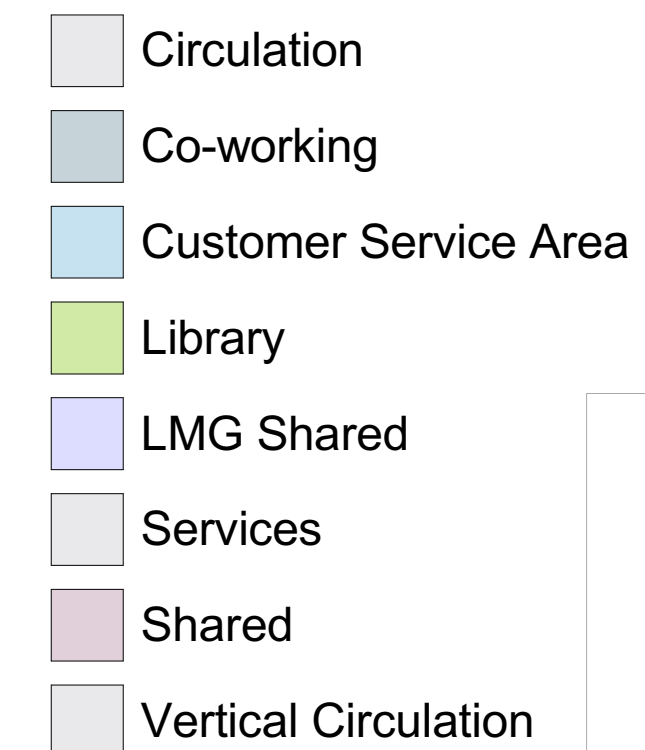 Circulation
Co-working
Customer Service Area
Library
LMG Shared
Services
Shared
Vertical Circulation